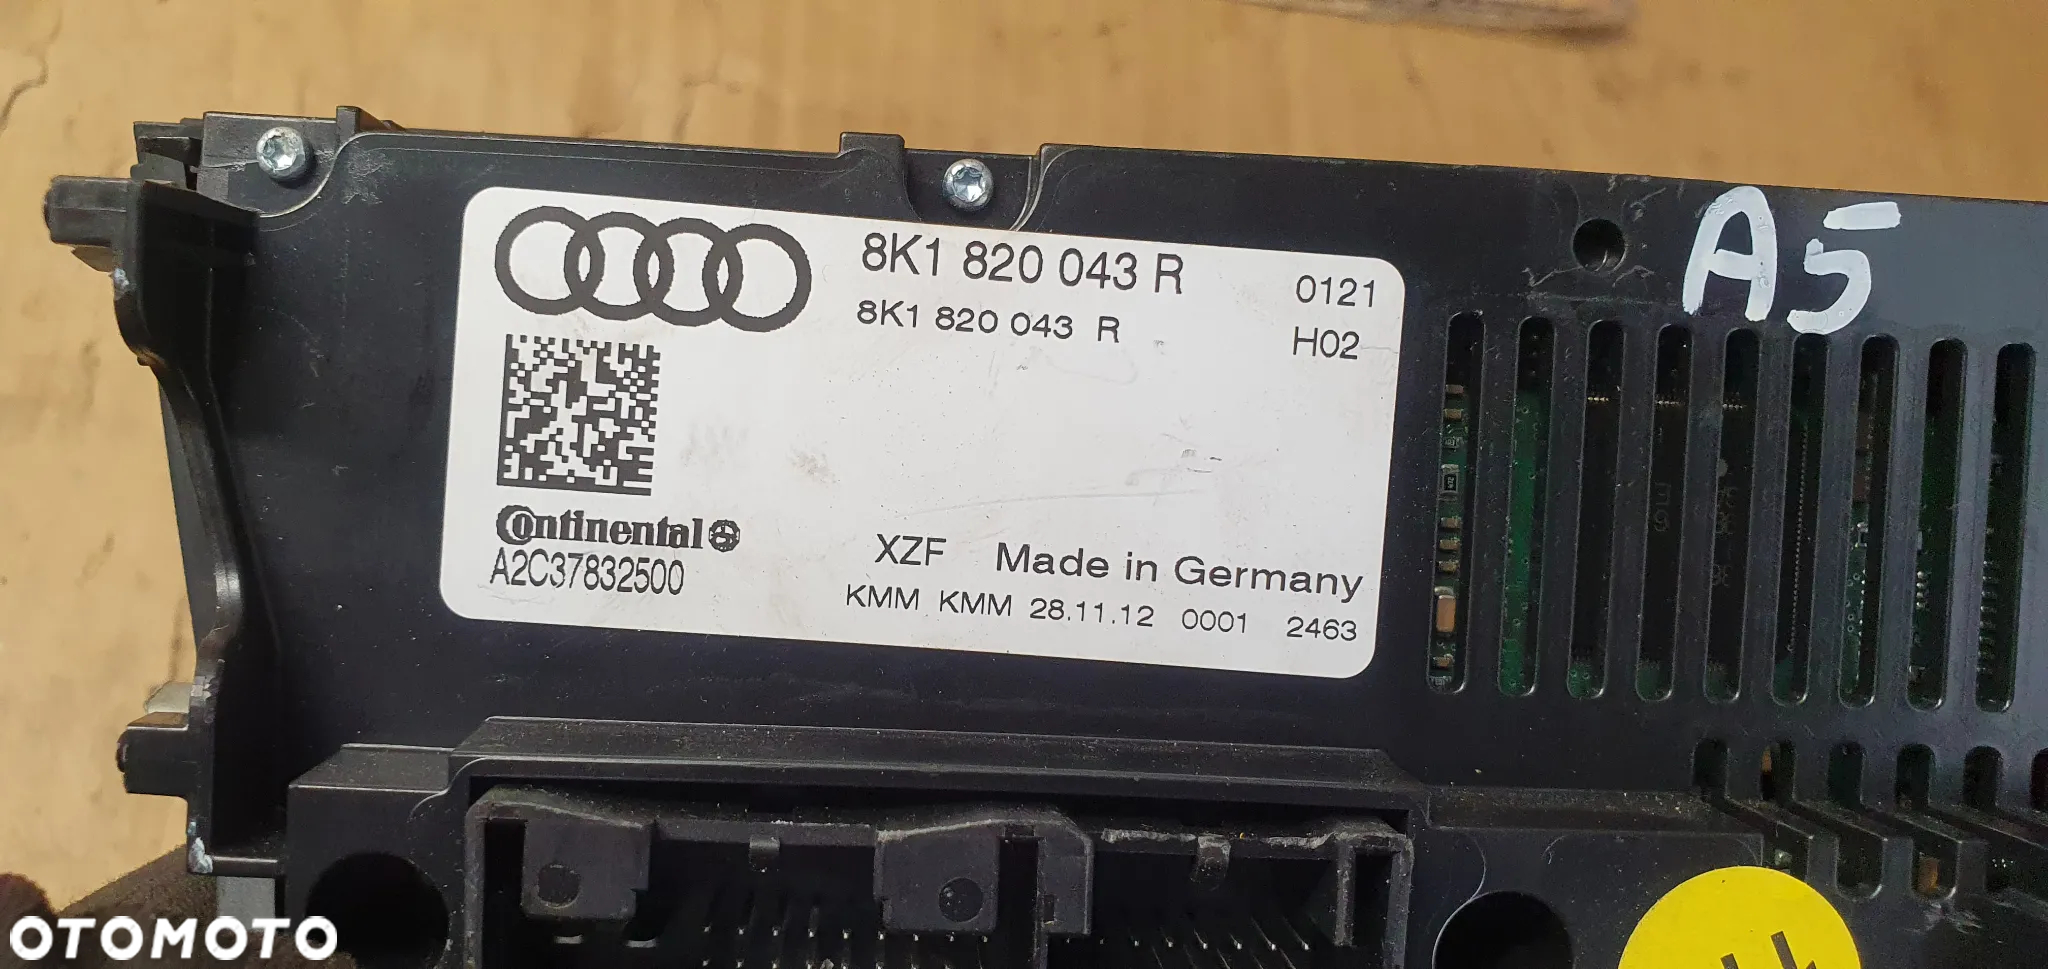 8K1 820 043 R 0121
8K1 820 043 R H02
A5
Continental
A2C37832500
XZF Made in Germany
KMM KMM 28.11.12 0001 2463
OTOMOTO